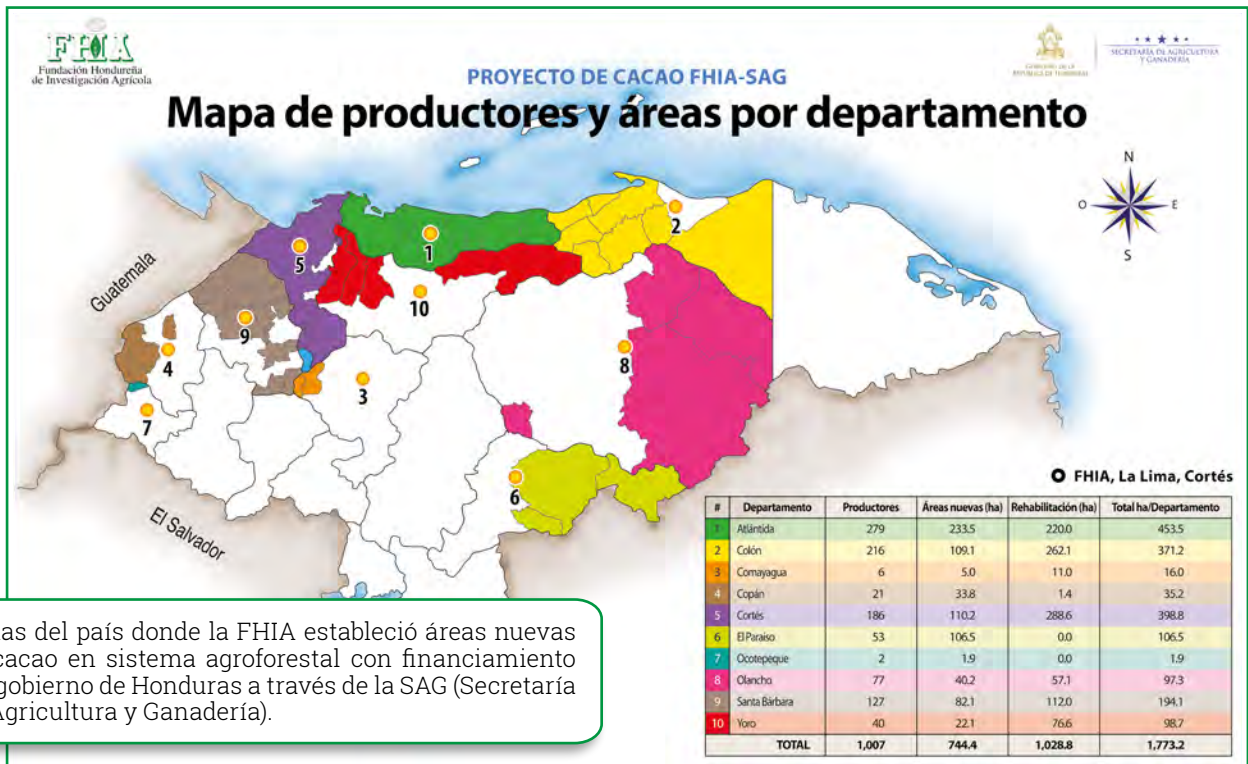 FHIA
Fundación Hondureña
de Investigación Agrícola
GOBIERNO DE LA
REPÚBLICA DE HONDURAS
SECRETARÍA DE AGRICULTURA
Y GANADERÍA
PROYECTO DE CACAO FHIA-SAG
Mapa de productores y áreas por departamento
N
O
E
S
Guatemala
El Salvador
5
1
2
10
9
4
8
3
7
6
FHIA, La Lima, Cortés
# Departamento Productores Áreas nuevas (ha) Rehabilitación (ha) Total ha/Departamento
1 Atlántida 279 233.5 220.0 453.5
2 Colón 216 109.1 262.1 371.2
3 Comayagua 6 5.0 11.0 16.0
4 Copán 21 33.8 1.4 35.2
5 Cortés 186 110.2 288.6 398.8
6 El Paraíso 53 106.5 0.0 106.5
7 Ocotepeque 2 1.9 0.0 1.9
8 Olancho 77 40.2 57.1 97.3
9 Santa Bárbara 127 82.1 112.0 194.1
10 Yoro 40 22.1 76.6 98.7
TOTAL 1,007 744.4 1,028.8 1,773.2
as del país donde la FHIA estableció áreas nuevas
cacao en sistema agroforestal con financiamiento
gobierno de Honduras a través de la SAG (Secretaría
Agricultura y Ganadería).